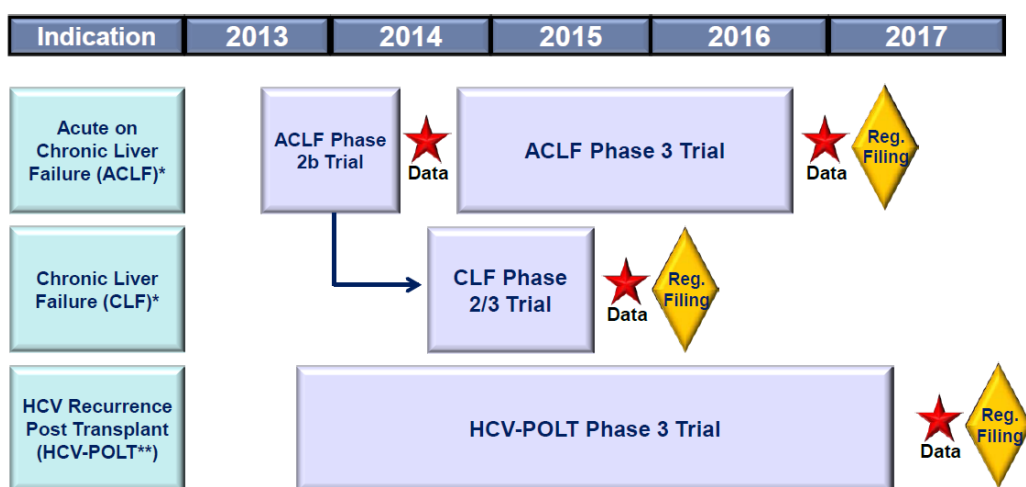 Indication 2013 2014 2015 2016 2017
Acute on
Chronic Liver
Failure (ACLF)*
ACLF Phase
2b Trial
Data
ACLF Phase 3 Trial
Data
Reg.
Filing
Chronic Liver
Failure (CLF)*
CLF Phase
2/3 Trial
Data
Reg.
Filing
HCV Recurrence
Post Transplant
(HCV-POLT**)
HCV-POLT Phase 3 Trial
Data
Reg.
Filing